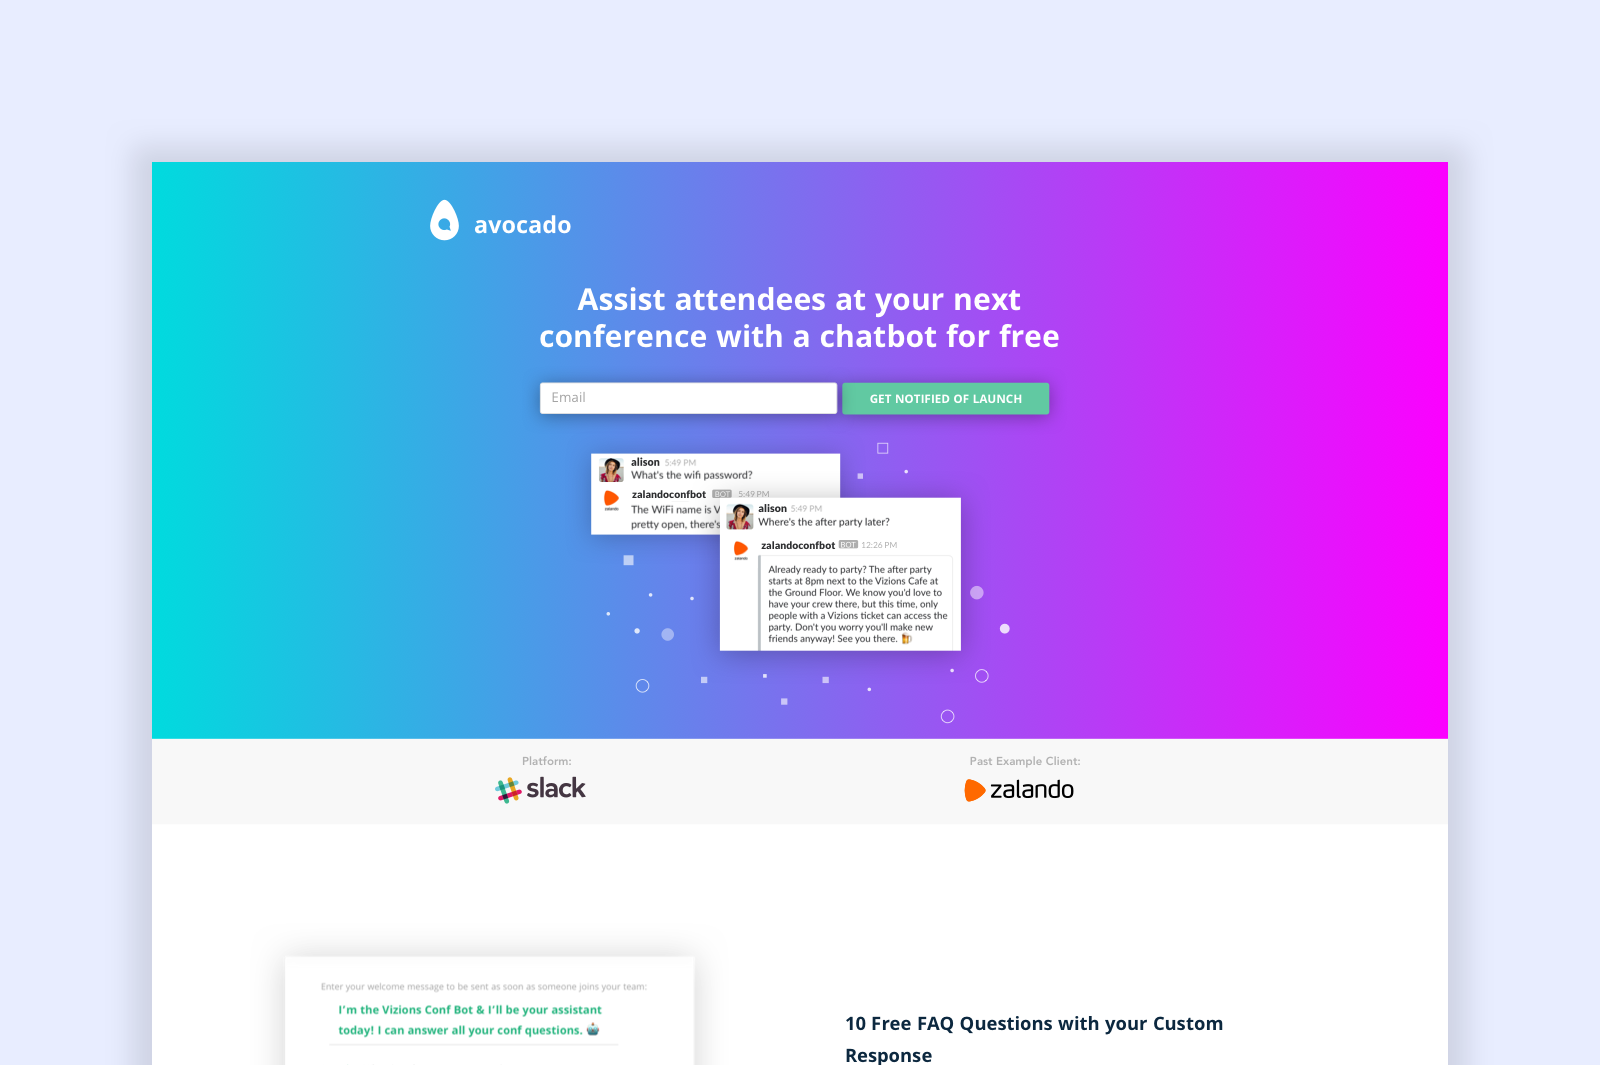 avocado
Assist attendees at your next
conference with a chatbot for free
Email
GET NOTIFIED OF LAUNCH
alison 5:49 PM
What's the wifi password?
zalandoconfbot BOT 5:49 PM
The WiFi name is V
pretty open, there's
alison 5:49 PM
Where's the after party later?
zalandoconfbot BOT 12:26 PM
Already ready to party? The after party
starts at 8pm next to the Vizions Cafe at
the Ground Floor. We know you'd love to
have your crew there, but this time, only
people with a Vizions ticket can access the
party. Don't you worry you'll make new
friends anyway! See you there.
Platform:
slack
Past Example Client:
zalando
Enter your welcome message to be sent as soon as someone joins your team:
I'm the Vizions Conf Bot & I'll be your assistant
today! I can answer all your conf questions.
10 Free FAQ Questions with your Custom
Response